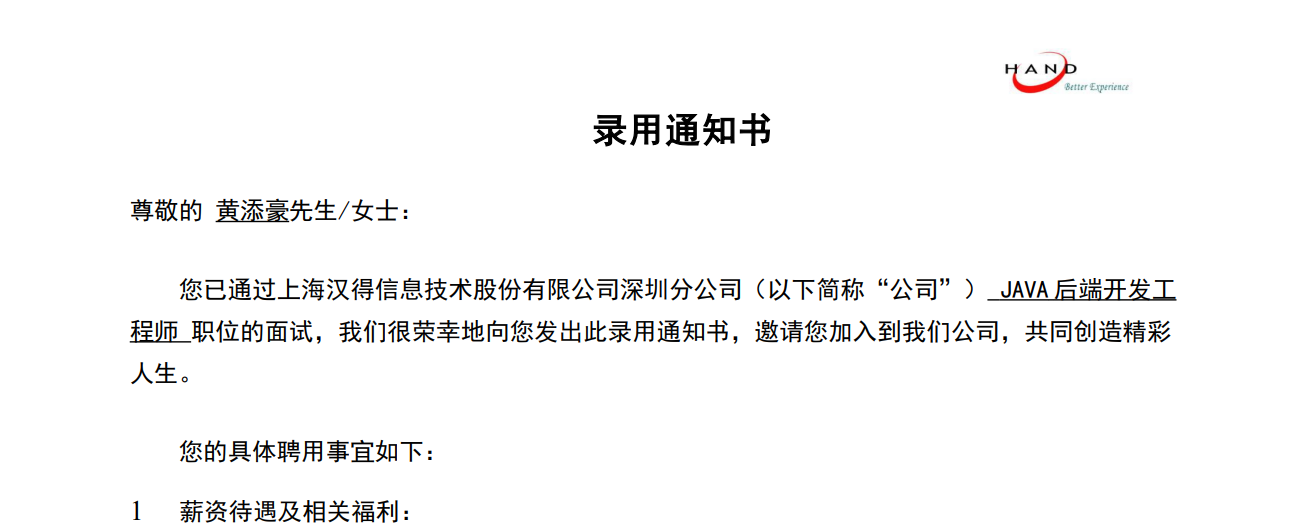 HAND
Better Experience
录用通知书
尊敬的 黄添豪先生/女士：
您已通过上海汉得信息技术股份有限公司深圳分公司（以下简称“公司”） JAVA后端开发工
程师 职位的面试，我们很荣幸地向您发出此录用通知书，邀请您加入到我们公司，共同创造精彩
人生。
您的具体聘用事宜如下：
1 薪资待遇及相关福利：